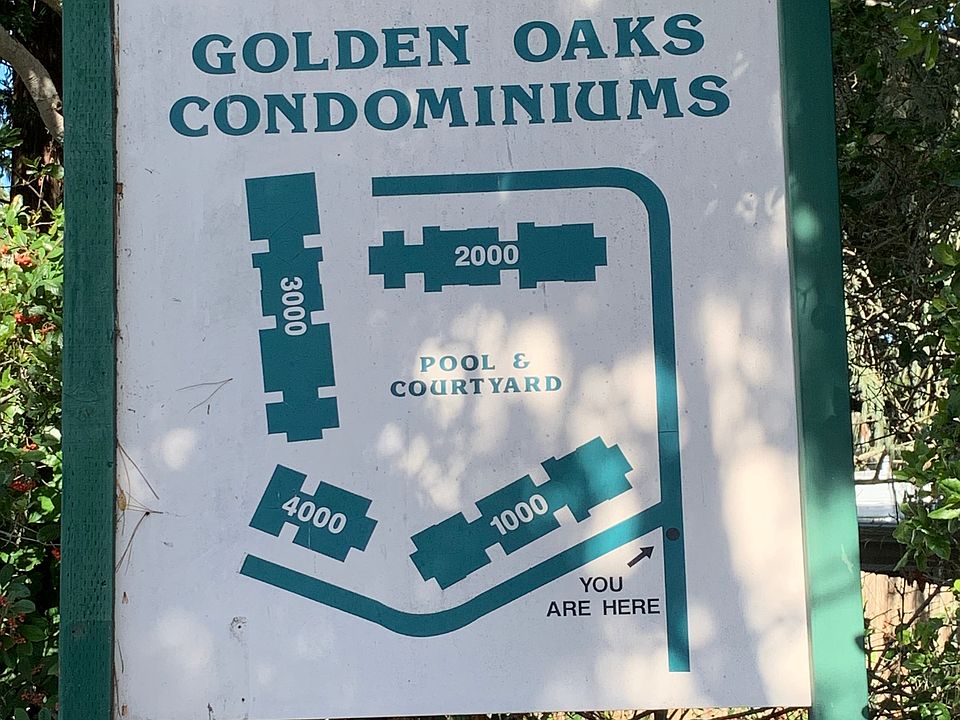 GOLDEN OAKS
CONDOMINIUMS
2000
3000
POOL &
COURTYARD
4000
1000
YOU
ARE HERE